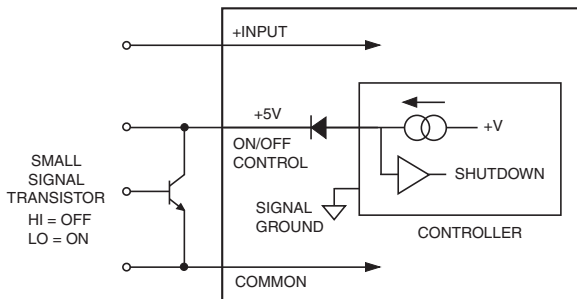 +INPUT
+5V
ON/OFF
CONTROL
+V
SHUTDOWN
SMALL
SIGNAL
TRANSISTOR
HI = OFF
LO = ON
SIGNAL
GROUND
CONTROLLER
COMMON